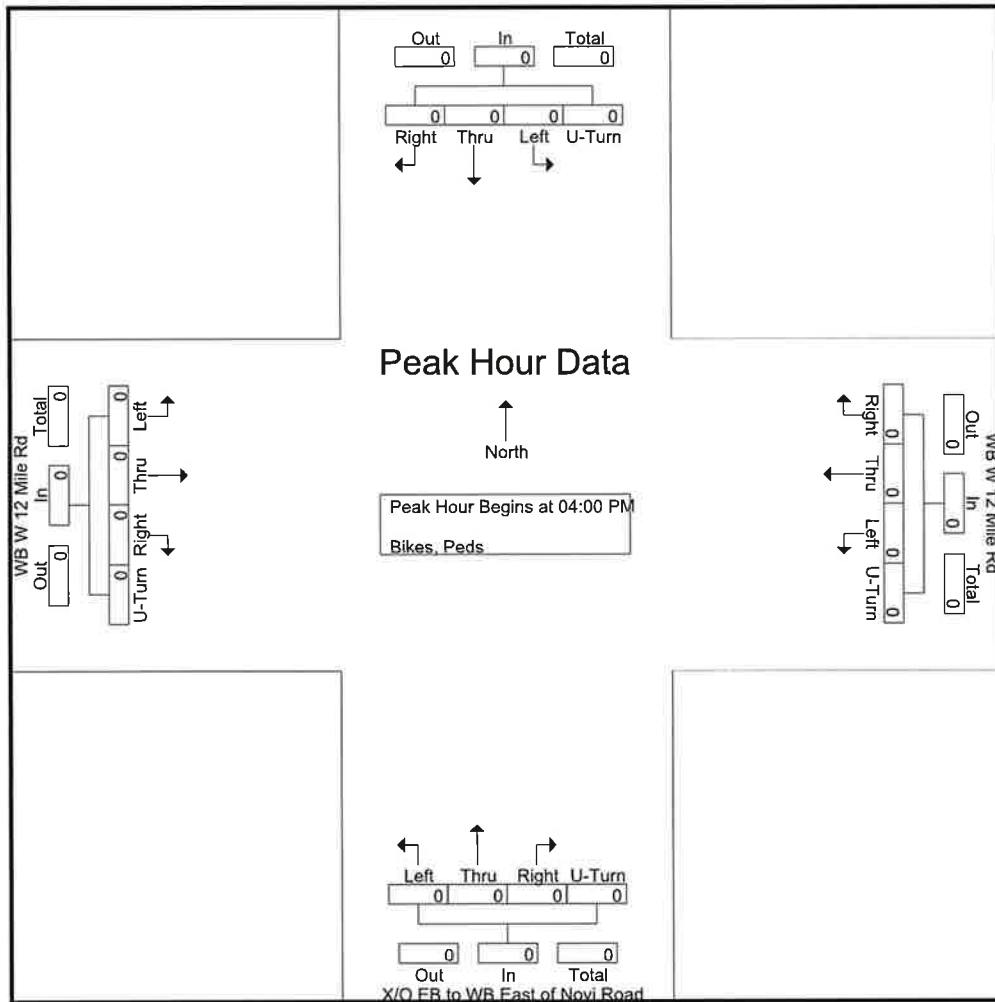 Out In Total
0 0 0
0 0 0 0
Right Thru Left U-Turn
Peak Hour Data
North
Peak Hour Begins at 04:00 PM
Bikes, Peds
WB W 12 Mile Rd
Out In Total
0 0 0
0 0 0 0
U-Turn Right Thru Left
Right Thru Left U-Turn
0 0 0 0
0 0 0
Out In Total
WB W 12 Mile Rd
Left Thru Right U-Turn
0 0 0 0
0 0 0
Out In Total
X/O EB to WB East of Novi Road